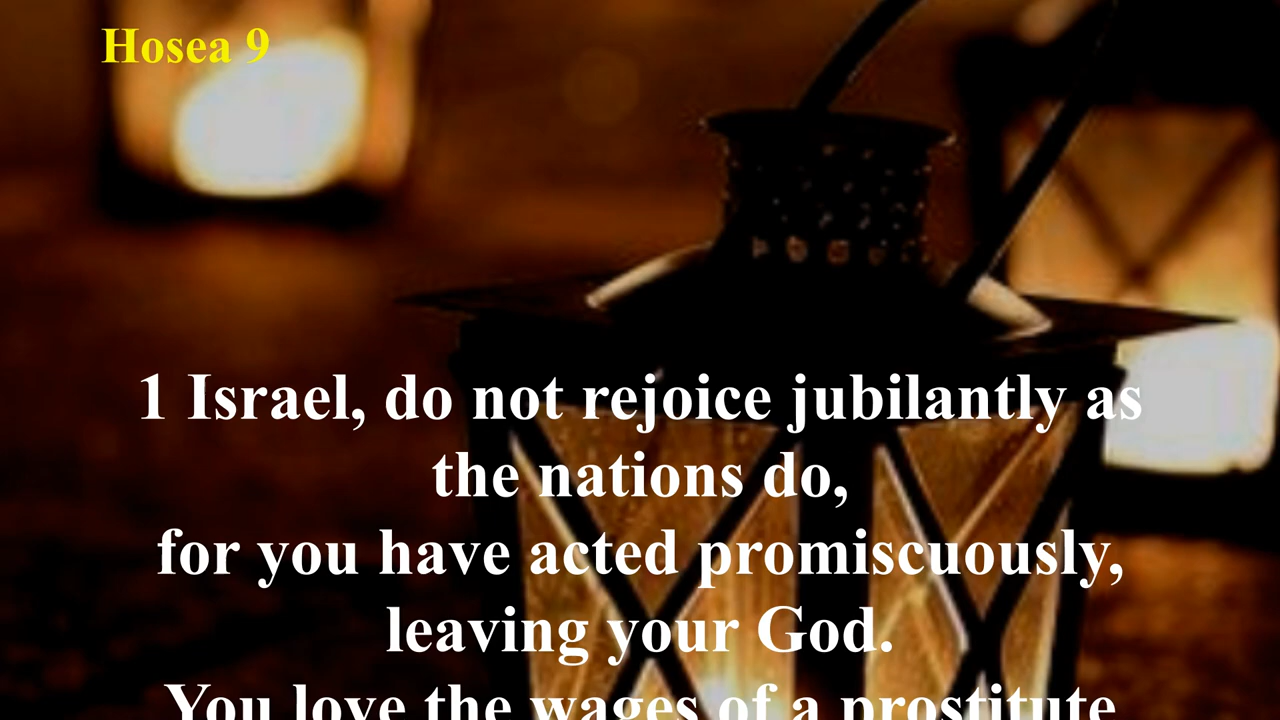 Hosea 9
1 Israel, do not rejoice jubilantly as
the nations do,
for you have acted promiscuously,
leaving your God.
You love the wages of a prostitute